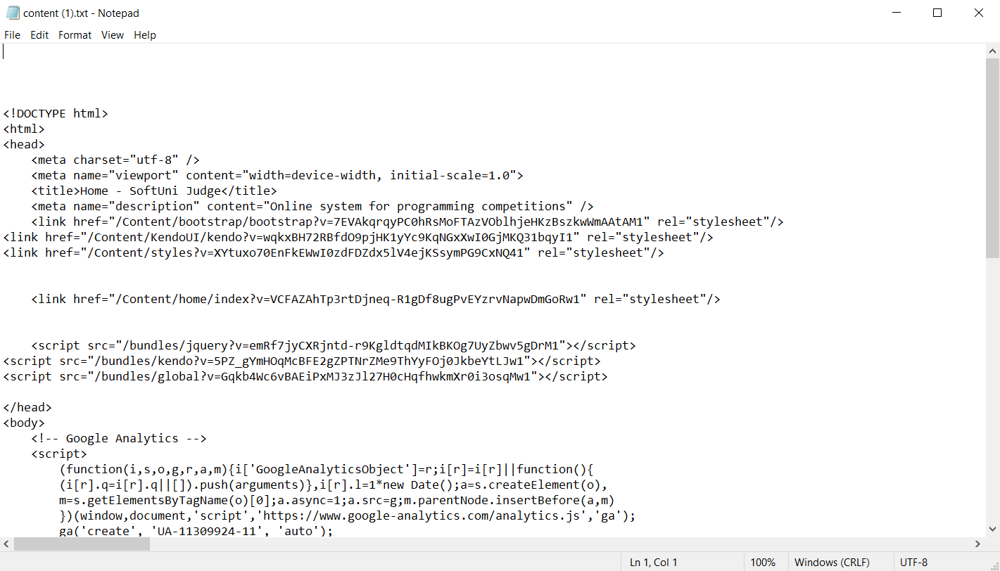 content (1).txt - Notepad
File Edit Format View Help
<!DOCTYPE html>
<html>
<head>
    <meta charset="utf-8" />
    <meta name="viewport" content="width=device-width, initial-scale=1.0">
    <title>Home - SoftUni Judge</title>
    <meta name="description" content="Online system for programming competitions" />
    <link href="/Content/bootstrap/bootstrap?v=7EVAkqrqyPC0hRsMoFTAzVOblhjeHKzBszkwWmAAtAM1" rel="stylesheet"/>
<link href="/Content/KendoUI/kendo?v=wqkxBH72RBfdO9pjHK1yYc9KqNGxXwI0GjMKQ31bqyI1" rel="stylesheet"/>
<link href="/Content/styles?v=XYtuxo70EnFkEWwI0zdFDZdx5lV4ejKSsymPG9CxNQ41" rel="stylesheet"/>
    <link href="/Content/home/index?v=VCFAZAhTp3rtDjneq-R1gDf8ugPvEYzrvNapwDmGoRw1" rel="stylesheet"/>
    <script src="/bundles/jquery?v=emRf7jyCXRjntd-r9KgldtqdMIkBKOg7UyZbwv5gDrM1"></script>
<script src="/bundles/kendo?v=5PZ_gYmHOqMcBFE2gZPTNrZMe9ThYyFOj0JkbeYtLJw1"></script>
<script src="/bundles/global?v=Gqkb4Wc6vBAEiPxMJ3zJl27H0cHqfhwkmXr0i3osqMw1"></script>
</head>
<body>
    <!-- Google Analytics -->
    <script>
        (function(i,s,o,g,r,a,m){i['GoogleAnalyticsObject']=r;i[r]=i[r]||function(){
        (i[r].q=i[r].q||[]).push(arguments)},i[r].l=1*new Date();a=s.createElement(o),
        m=s.getElementsByTagName(o)[0];a.async=1;a.src=g;m.parentNode.insertBefore(a,m)
        })(window,document,'script','https://www.google-analytics.com/analytics.js','ga');
        ga('create', 'UA-11309924-11', 'auto');
Ln 1, Col 1 100% Windows (CRLF) UTF-8